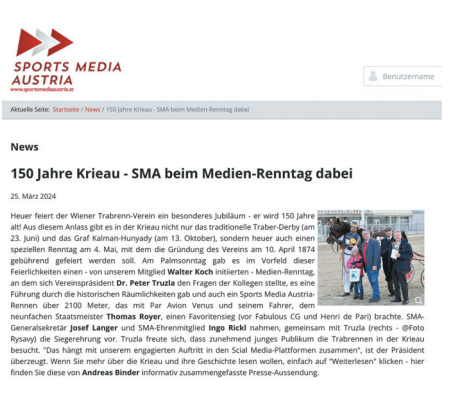 SPORTS MEDIA
AUSTRIA
www.sportsmediaaustria.at
Benutzername
Aktuelle Seite: Startseite / News / 150 Jahre Krieau - SMA beim Medien-Renntag dabei
News
150 Jahre Krieau - SMA beim Medien-Renntag dabei
25. März 2024
Heuer feiert der Wiener Trabrenn-Verein ein besonderes Jubiläum - er wird 150 Jahre
alt! Aus diesem Anlass gibt es in der Krieau nicht nur das traditionelle Traber-Derby (am
23. Juni) und das Graf Kalman-Hunyady (am 13. Oktober), sondern heuer auch einen
speziellen Renntag am 4. Mai, mit dem die Gründung des Vereins am 10. April 1874
gebührend gefeiert werden soll. Am Palmsonntag gab es im Vorfeld dieser
Feierlichkeiten einen - von unserem Mitglied Walter Koch initiierten - Medien-Renntag,
an dem sich Vereinspräsident Dr. Peter Truzla den Fragen der Kollegen stellte, es eine
Führung durch die historischen Räumlichkeiten gab und auch ein Sports Media Austria-
Rennen über 2100 Meter, das mit Par Avion Venus und seinem Fahrer, dem
neunfachen Staatsmeister Thomas Royer, einen Favoritensieg (vor Fabulous CG und Henri de Pari) brachte. SMA-
Generalsekretär Josef Langer und SMA-Ehrenmitglied Ingo Rickl nahmen, gemeinsam mit Truzla (rechts - @Foto
Rysavy) die Siegerehrung vor. Truzla freute sich, dass zunehmend junges Publikum die Trabrennen in der Krieau
besucht. "Das hängt mit unserem engagierten Auftritt in den Scial Media-Plattformen zusammen", ist der Präsident
überzeugt. Wenn Sie mehr über die Krieau und ihre Geschichte lesen wollen, einfach auf "Weiterlesen" klicken - hier
finden Sie diese von Andreas Binder informativ zusammengefasste Presse-Aussendung.